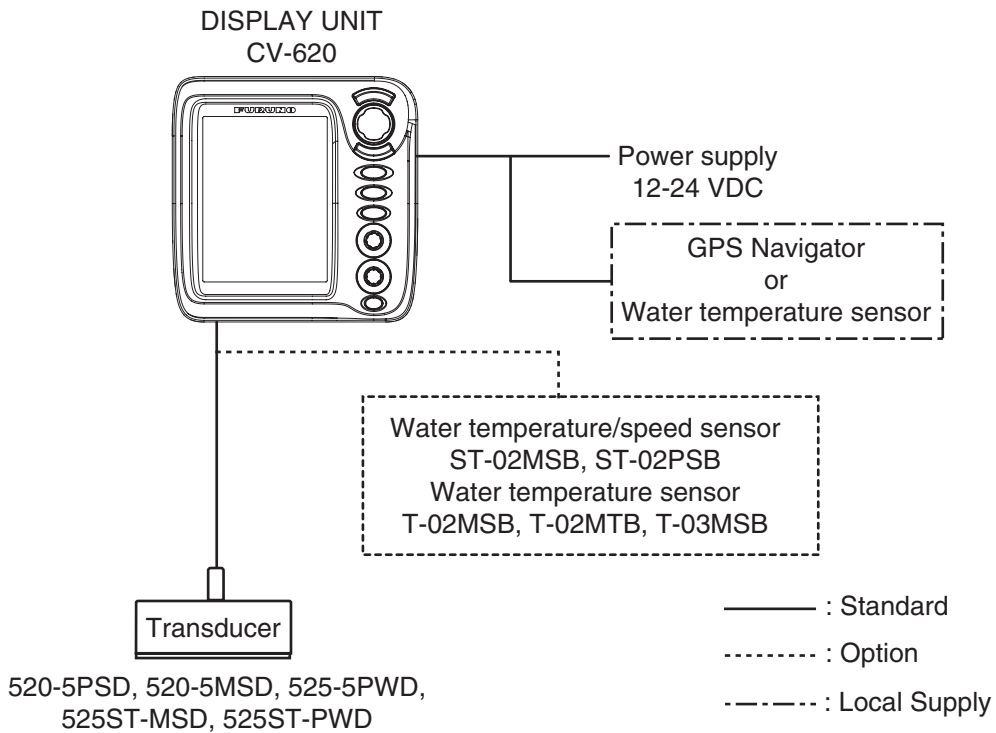 DISPLAY UNIT
CV-620
FURUNO
Power supply
12-24 VDC
GPS Navigator
or
Water temperature sensor
Water temperature/speed sensor
ST-02MSB, ST-02PSB
Water temperature sensor
T-02MSB, T-02MTB, T-03MSB
Transducer
520-5PSD, 520-5MSD, 525-5PWD,
525ST-MSD, 525ST-PWD
: Standard
: Option
: Local Supply